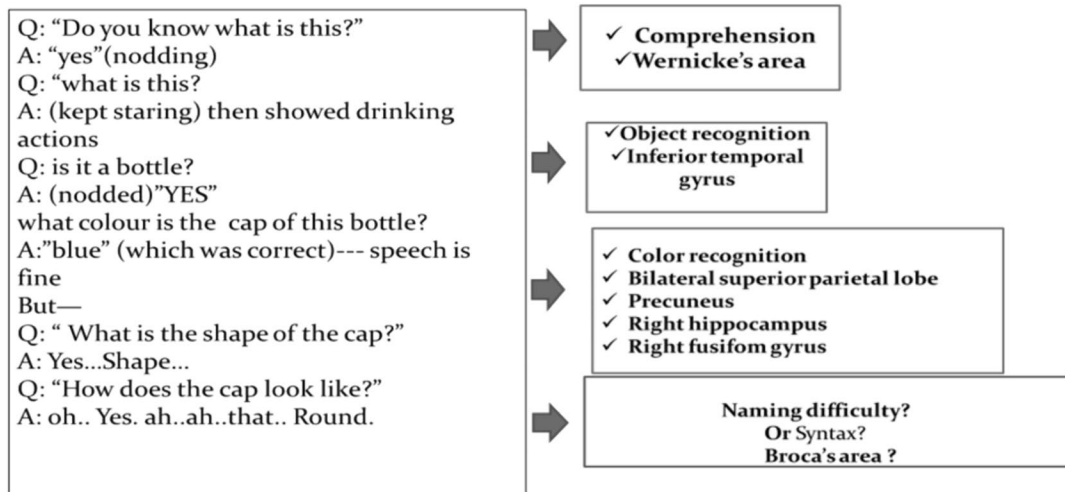 Q: “Do you know what is this?”
A: “yes”(nodding)
Q: “what is this?
A: (kept staring) then showed drinking
actions
Q: is it a bottle?
A: (nodded)”YES”
what colour is the cap of this bottle?
A:”blue” (which was correct)--- speech is
fine
But—
Q: “ What is the shape of the cap?”
A: Yes...Shape...
Q: “How does the cap look like?”
A: oh.. Yes. ah..ah..that.. Round.
✓ Comprehension
✓Wernicke’s area
✓Object recognition
✓Inferior temporal
gyrus
✓ Color recognition
✓ Bilateral superior parietal lobe
✓ Precuneus
✓ Right hippocampus
✓ Right fusifom gyrus
Naming difficulty?
Or Syntax?
Broca’s area ?